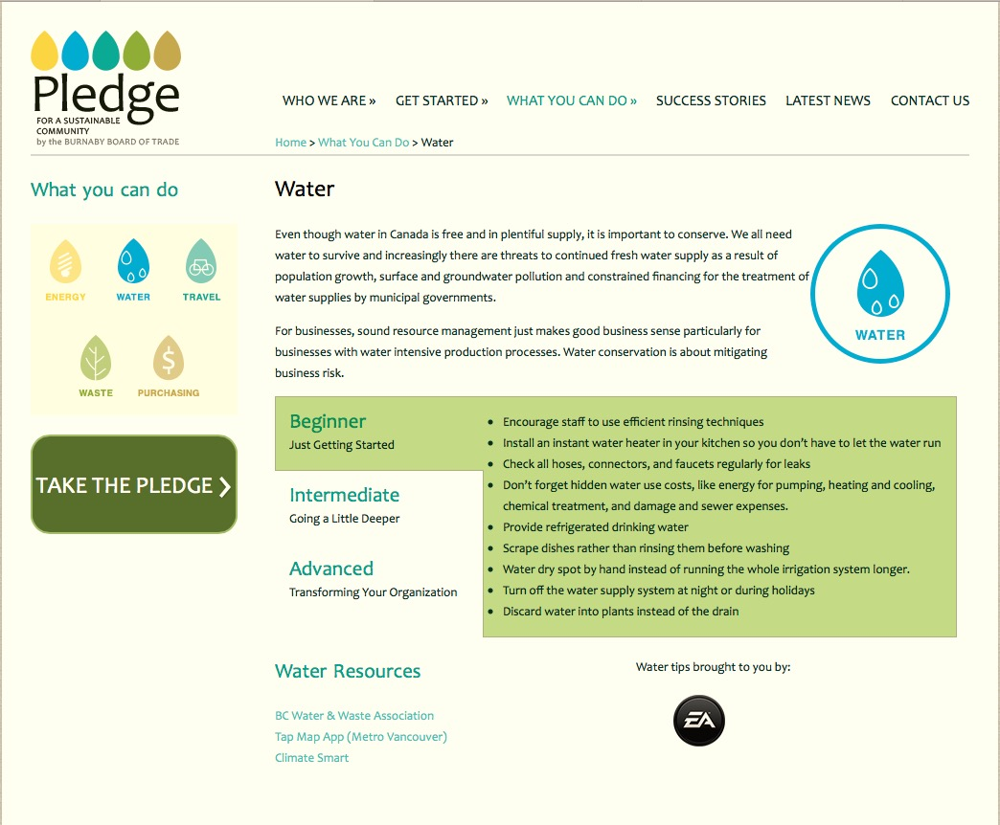 Pledge
FOR A SUSTAINABLE
COMMUNITY
by the BURNABY BOARD OF TRADE
WHO WE ARE »
GET STARTED »
WHAT YOU CAN DO »
SUCCESS STORIES
LATEST NEWS
CONTACT US
Home > What You Can Do > Water
What you can do
ENERGY
WATER
TRAVEL
WASTE
PURCHASING
TAKE THE PLEDGE ›
Water
Even though water in Canada is free and in plentiful supply, it is important to conserve. We all need
water to survive and increasingly there are threats to continued fresh water supply as a result of
population growth, surface and groundwater pollution and constrained financing for the treatment of
water supplies by municipal governments.
WATER
For businesses, sound resource management just makes good business sense particularly for
businesses with water intensive production processes. Water conservation is about mitigating
business risk.
Beginner
Just Getting Started
Intermediate
Going a Little Deeper
Advanced
Transforming Your Organization
• Encourage staff to use efficient rinsing techniques
• Install an instant water heater in your kitchen so you don't have to let the water run
• Check all hoses, connectors, and faucets regularly for leaks
• Don't forget hidden water use costs, like energy for pumping, heating and cooling,
chemical treatment, and damage and sewer expenses.
• Provide refrigerated drinking water
• Scrape dishes rather than rinsing them before washing
• Water dry spot by hand instead of running the whole irrigation system longer.
• Turn off the water supply system at night or during holidays
• Discard water into plants instead of the drain
Water Resources
BC Water & Waste Association
Tap Map App (Metro Vancouver)
Climate Smart
Water tips brought to you by:
EA